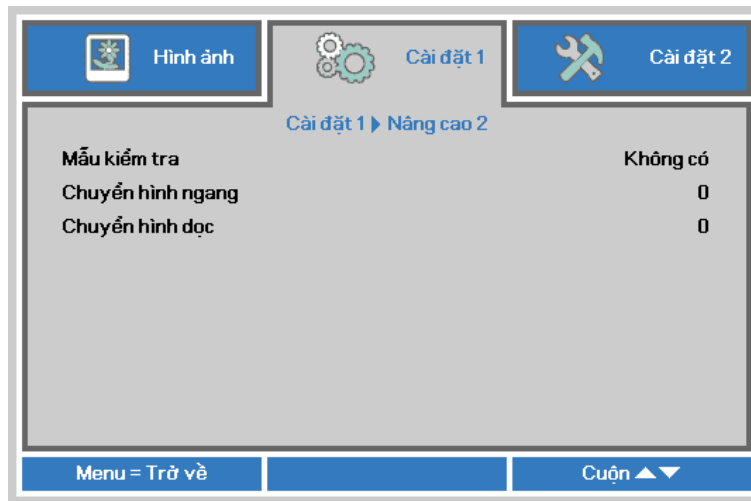 Hình ảnh
Cài đặt 1
Cài đặt 2
Cài đặt 1 ▶ Nâng cao 2
Mẫu kiểm tra Không có
Chuyển hình ngang 0
Chuyển hình dọc 0
Menu = Trở về
Cuộn ▲▼